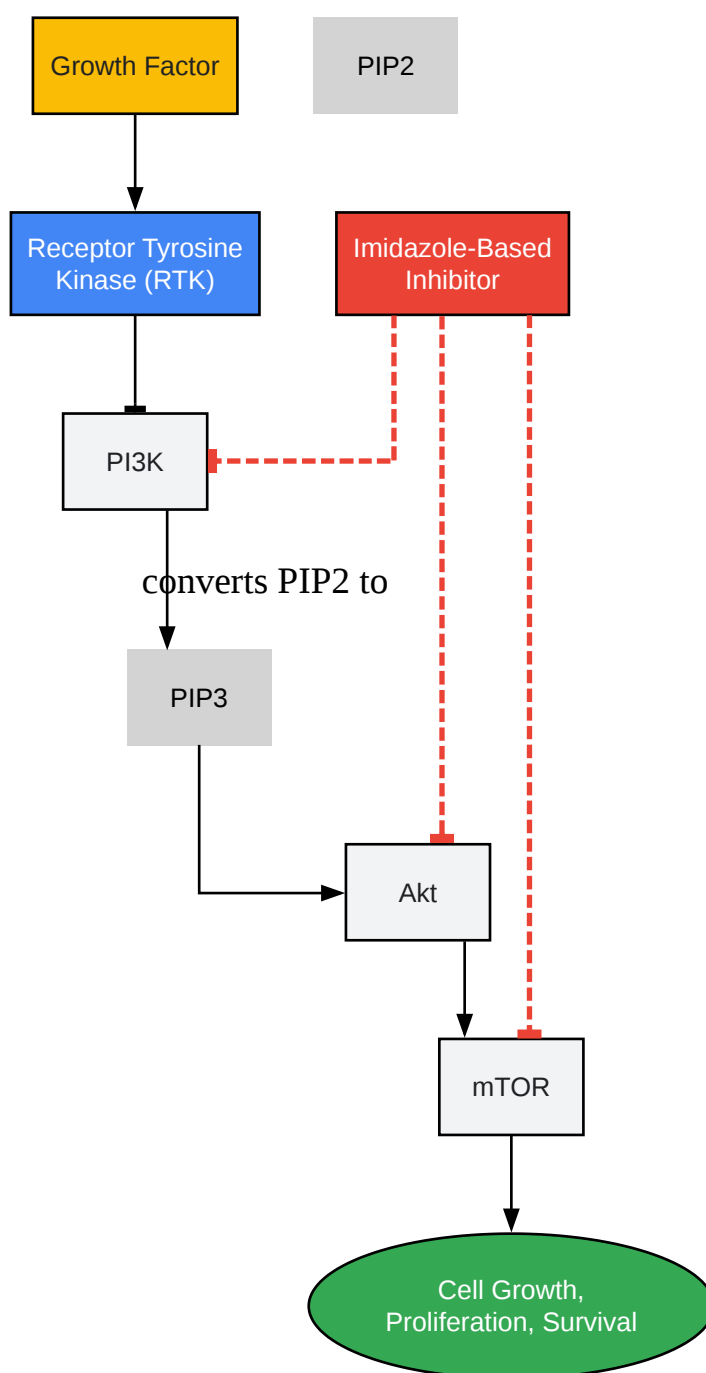 Growth Factor
PIP2
Receptor Tyrosine
Kinase (RTK)
Imidazole-Based
Inhibitor
PI3K
converts PIP2 to
PIP3
Akt
mTOR
Cell Growth,
Proliferation, Survival